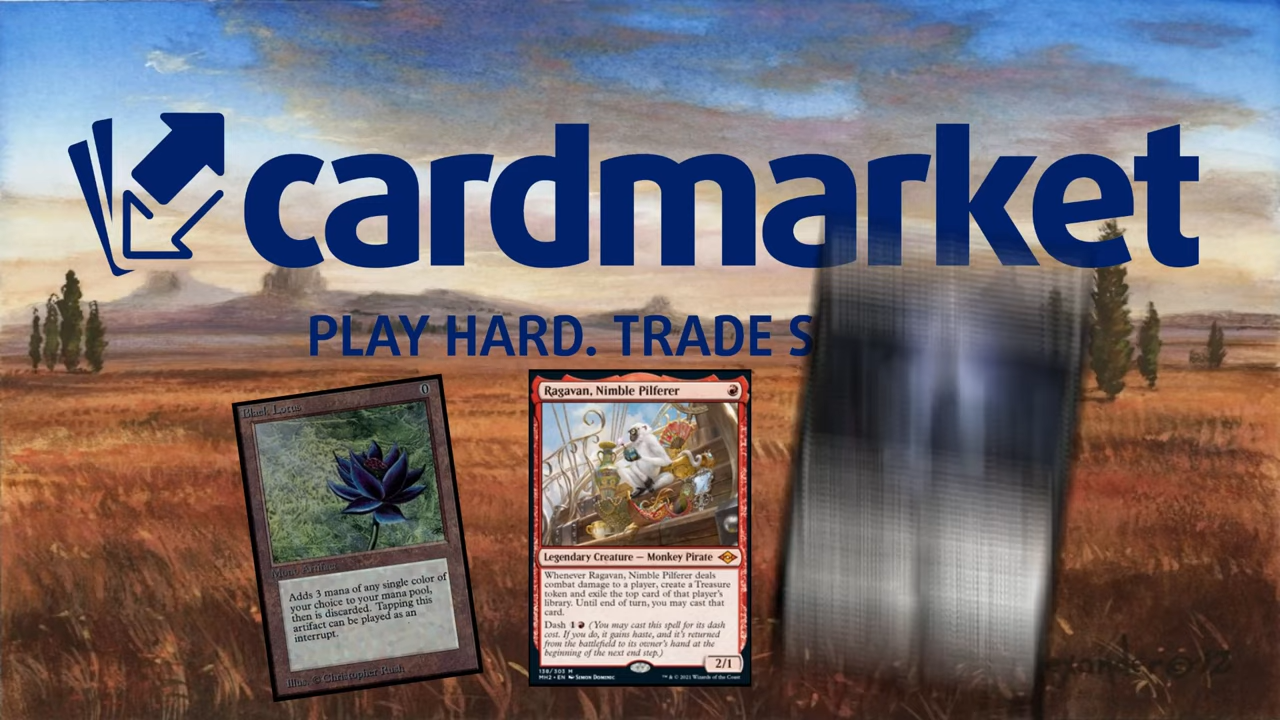 cardmarket
PLAY HARD. TRADE S
Black Lotus
0
Mono Artifact
Adds 3 mana of any single color of
your choice to your mana pool,
then is discarded. Tapping this
artifact can be played as an
interrupt.
Illus. © Christopher Rush
Ragavan, Nimble Pilferer
Legendary Creature — Monkey Pirate
Whenever Ragavan, Nimble Pilferer deals
combat damage to a player, create a Treasure
token and exile the top card of that player's
library. Until end of turn, you may cast that
card.
Dash 1 (You may cast this spell for its dash
cost. If you do, it gains haste, and it's returned
from the battlefield to its owner's hand at the
beginning of the next end step.)
2/1
138/303 M
MH2 • EN Simon Dominic
™ & © 2021 Wizards of the Coast